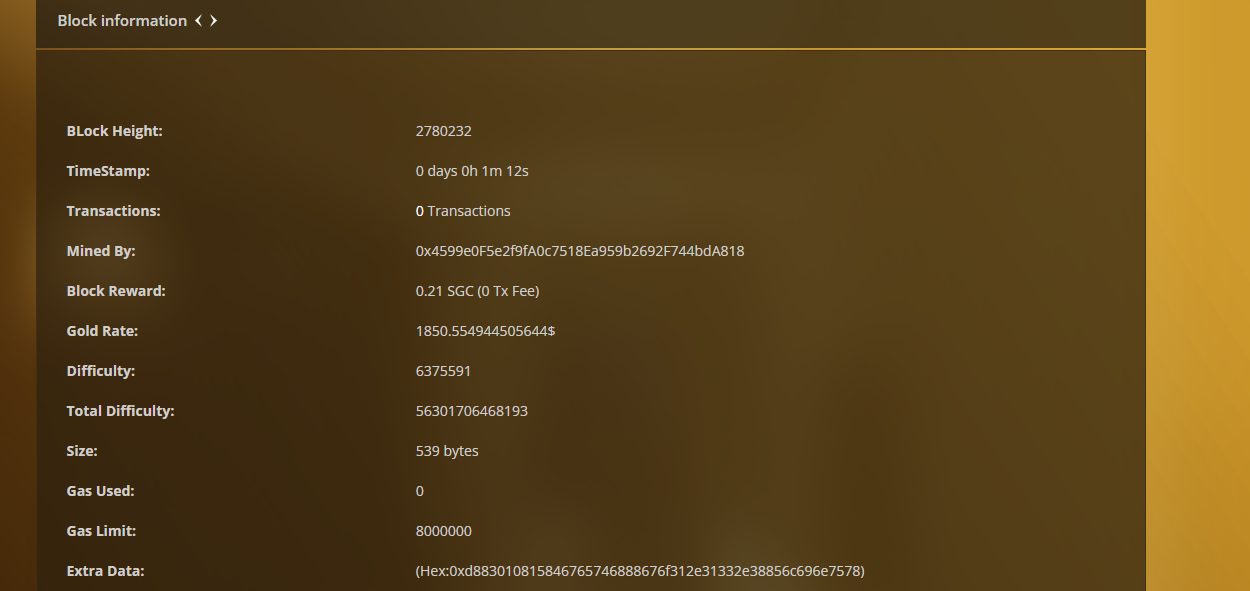 Block information
BLock Height: 2780232
TimeStamp: 0 days 0h 1m 12s
Transactions: 0 Transactions
Mined By: 0x4599e0F5e2f9fA0c7518Ea959b2692F744bdA818
Block Reward: 0.21 SGC (0 Tx Fee)
Gold Rate: 1850.554944505644$
Difficulty: 6375591
Total Difficulty: 56301706468193
Size: 539 bytes
Gas Used: 0
Gas Limit: 8000000
Extra Data: (Hex:0xd883010815846765746888676f312e31332e38856c696e7578)